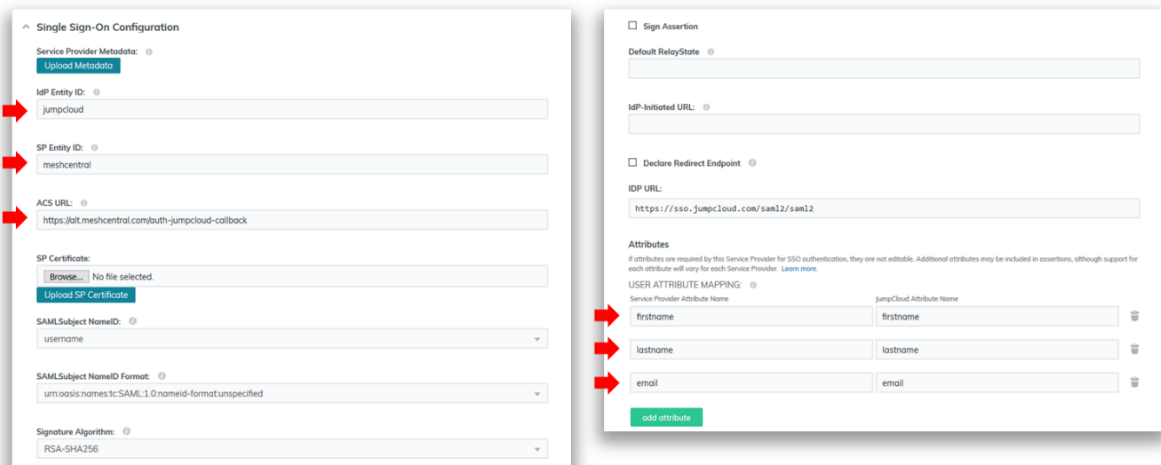 Single Sign-On Configuration
Service Provider Metadata:
Upload Metadata
IdP Entity ID:
jumpcloud
SP Entity ID:
meshcentral
ACS URL:
https://alt.meshcentral.com/auth-jumpcloud-callback
SP Certificate:
Browse... No file selected.
Upload SP Certificate
SAMLSubject NameID:
username
SAMLSubject NameID Format:
urn:oasis:names:tc:SAML:1.0:nameid-format:unspecified
Signature Algorithm:
RSA-SHA256
Sign Assertion
Default RelayState
IdP-Initiated URL:
Declare Redirect Endpoint
IDP URL:
https://sso.jumpcloud.com/saml2/saml2
Attributes
If attributes are required by this Service Provider for SSO authentication, they are not editable. Additional attributes may be included in assertions, although support for
each attribute will vary for each Service Provider. Learn more.
USER ATTRIBUTE MAPPING:
Service Provider Attribute Name JumpCloud Attribute Name
firstname firstname
lastname lastname
email email
add attribute